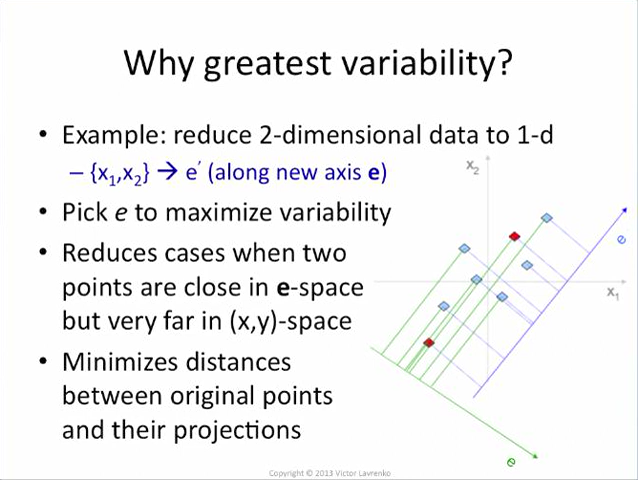 Why greatest variability?
• Example: reduce 2-dimensional data to 1-d
– {x₁,x₂} → e′ (along new axis e)
• Pick e to maximize variability
• Reduces cases when two
points are close in e-space
but very far in (x,y)-space
• Minimizes distances
between original points
and their projections
x₂
e
x₁
e
Copyright © 2013 Victor Lavrenko